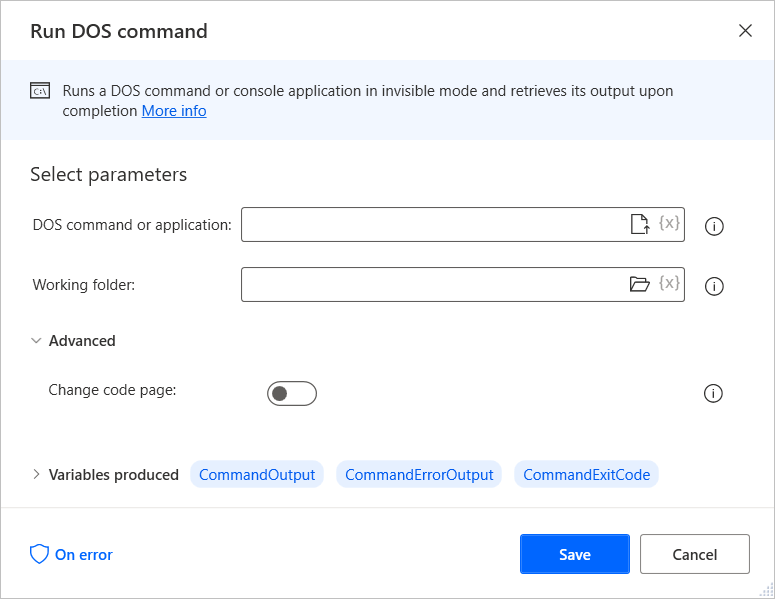 Run DOS command
C:\
Runs a DOS command or console application in invisible mode and retrieves its output upon
completion More info
Select parameters
DOS command or application: {x}
Working folder: {x}
Advanced
Change code page:
Variables produced CommandOutput CommandErrorOutput CommandExitCode
On error Save Cancel